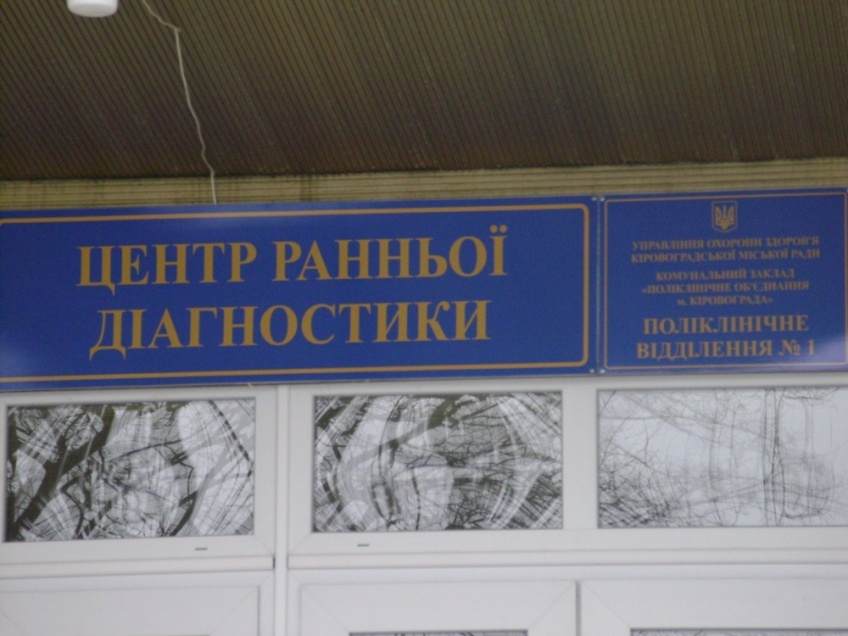 ЦЕНТР РАННЬОЇ
ДІАГНОСТИКИ
УПРАВЛІННЯ ОХОРОНИ ЗДОРОВ'Я
КІРОВОГРАДСЬКОЇ МІСЬКОЇ РАДИ
КОМУНАЛЬНИЙ ЗАКЛАД
«ПОЛІКЛІНІЧНЕ ОБ'ЄДНАННЯ
м. КІРОВОГРАДА»
ПОЛІКЛІНІЧНЕ
ВІДДІЛЕННЯ № 1